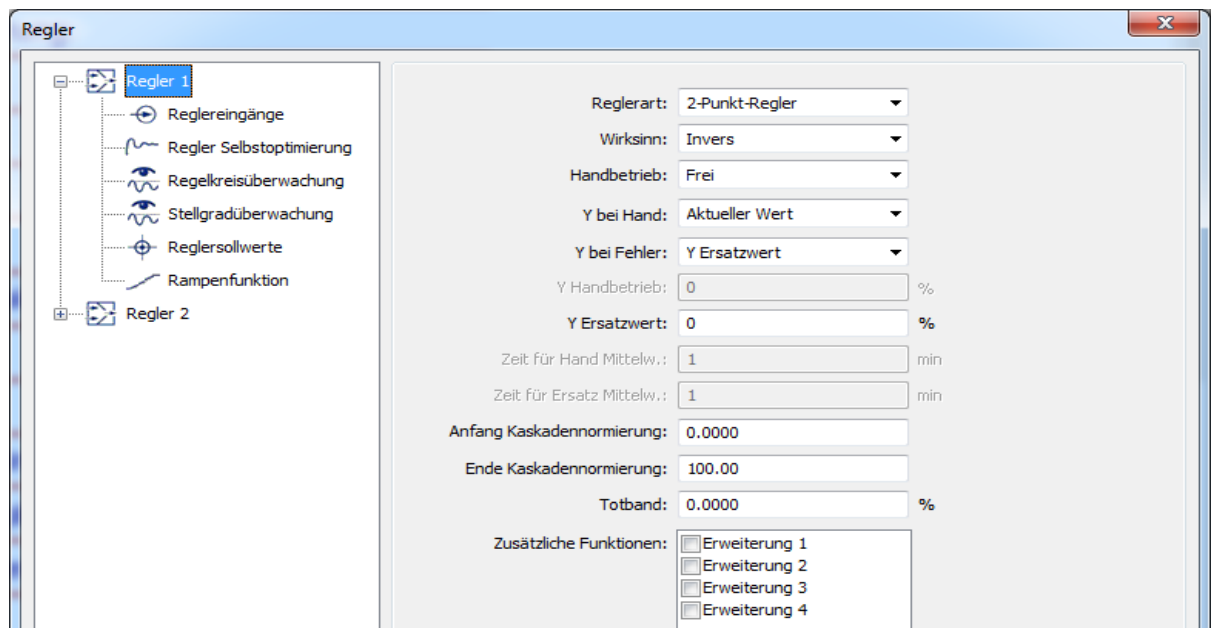 Regler
Regler 1
Reglereingänge
Regler Selbstoptimierung
Regelkreisüberwachung
Stellgradüberwachung
Reglersollwerte
Rampenfunktion
Regler 2
Reglerart: 2-Punkt-Regler
Wirksinn: Invers
Handbetrieb: Frei
Y bei Hand: Aktueller Wert
Y bei Fehler: Y Ersatzwert
Y Handbetrieb: 0 %
Y Ersatzwert: 0 %
Zeit für Hand Mittelw.: 1 min
Zeit für Ersatz Mittelw.: 1 min
Anfang Kaskadennormierung: 0.0000
Ende Kaskadennormierung: 100.00
Totband: 0.0000 %
Zusätzliche Funktionen: Erweiterung 1
Erweiterung 2
Erweiterung 3
Erweiterung 4